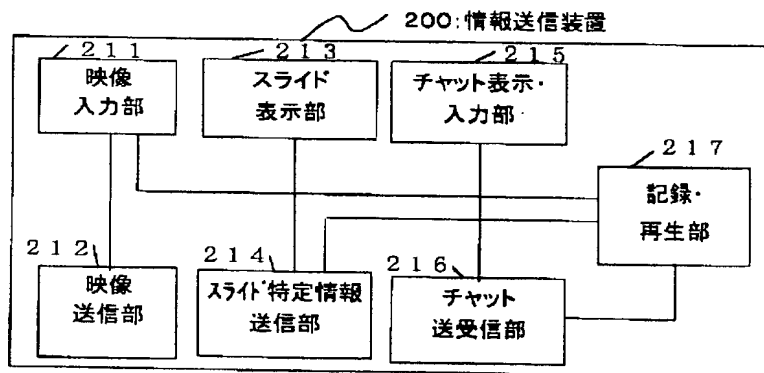 200:情報送信装置
211
映像
入力部
213
スライド
表示部
215
チャット表示・
入力部
217
記録・
再生部
212
映像
送信部
214
スライド特定情報
送信部
216
チャット
送受信部